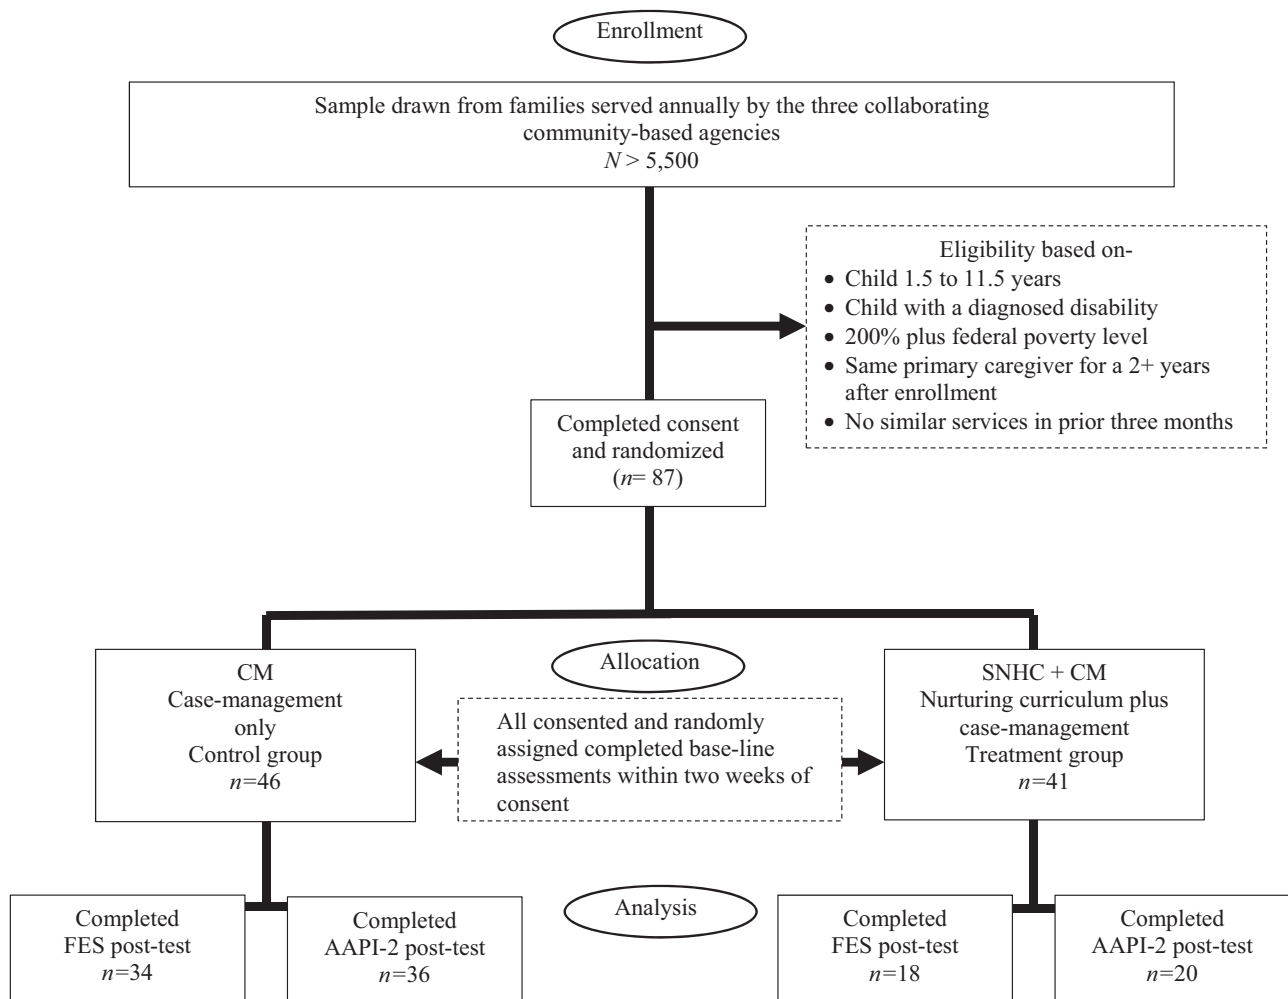 Enrollment
Sample drawn from families served annually by the three collaborating
community-based agencies
N > 5,500
Eligibility based on-
• Child 1.5 to 11.5 years
• Child with a diagnosed disability
• 200% plus federal poverty level
• Same primary caregiver for a 2+ years
after enrollment
• No similar services in prior three months
Completed consent
and randomized
(n= 87)
CM
Case-management
only
Control group
n=46
Allocation
All consented and randomly
assigned completed base-line
assessments within two weeks of
consent
SNHC + CM
Nurturing curriculum plus
case-management
Treatment group
n=41
Analysis
Completed
FES post-test
n=34
Completed
AAPI-2 post-test
n=36
Completed
FES post-test
n=18
Completed
AAPI-2 post-test
n=20